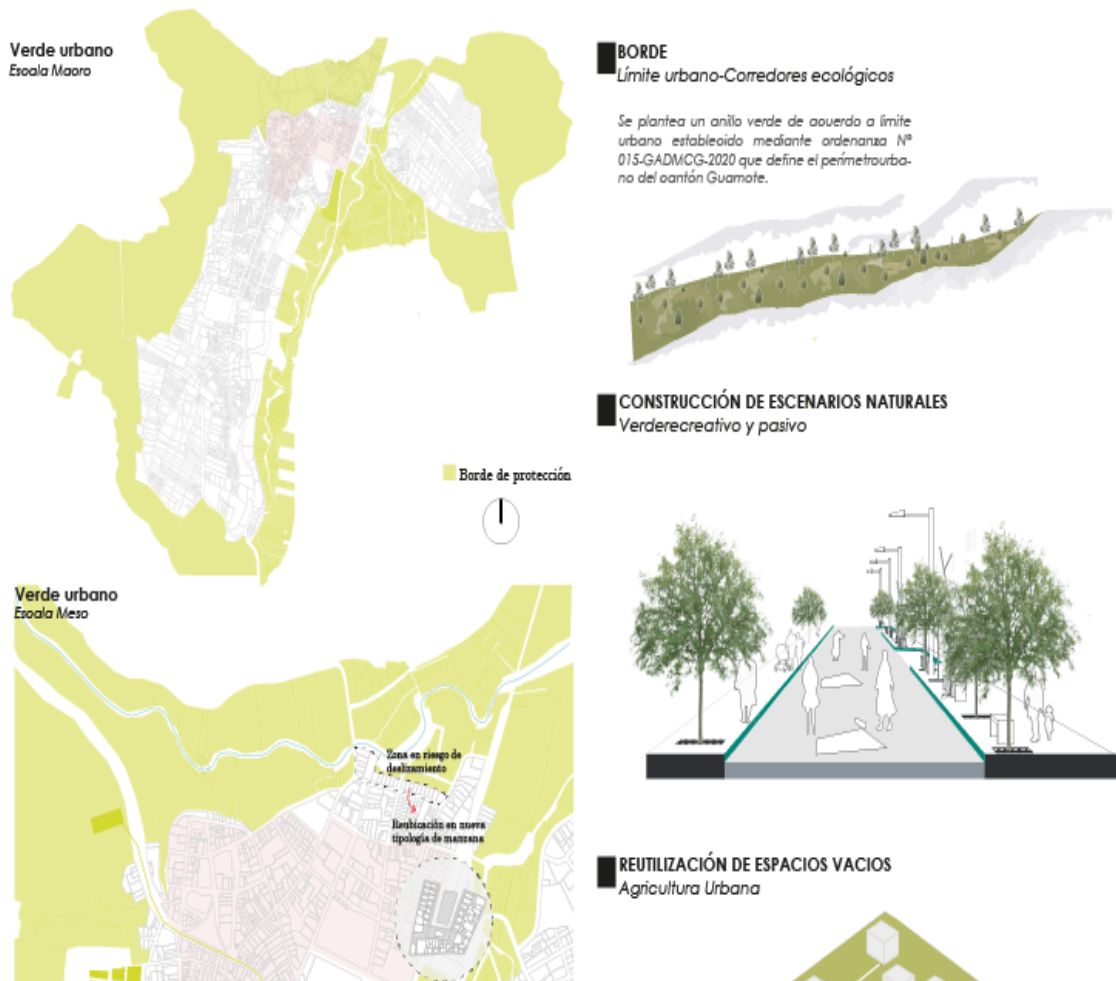 Verde urbano
Esoala Maoro
Borde de protección
Verde urbano
Esoala Meso
Zona en riesgo de
deslizamiento
Reubicación en nueva
tipología de manzana
BORDE
Límite urbano-Corredores ecológicos
Se plantea un anillo verde de aouerdo a límite
urbano estableoido mediante ordenanza Nº
015-GADMCG-2020 que define el perímetrourba-
no del oantón Guamote.
CONSTRUCCIÓN DE ESCENARIOS NATURALES
Verderecreativo y pasivo
REUTILIZACIÓN DE ESPACIOS VACIOS
Agricultura Urbana